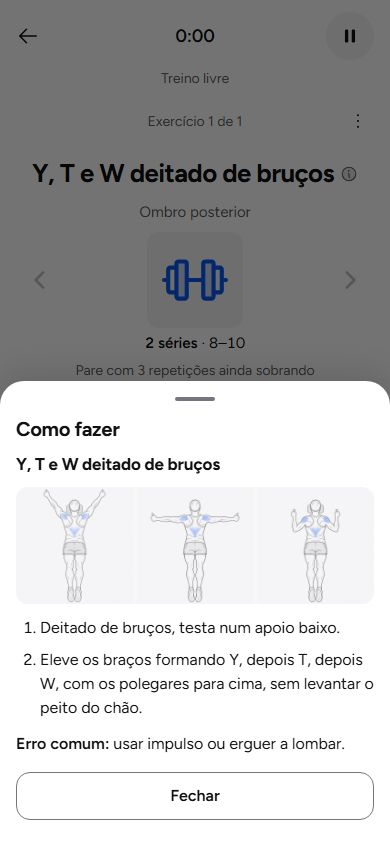 0:00
Treino livre
Exercício 1 de 1
Y, T e W deitado de bruços
Ombro posterior
2 séries · 8–10
Pare com 3 repetições ainda sobrando
Como fazer
Y, T e W deitado de bruços
1. Deitado de bruços, testa num apoio baixo.
2. Eleve os braços formando Y, depois T, depois
W, com os polegares para cima, sem levantar o
peito do chão.
Erro comum: usar impulso ou erguer a lombar.
Fechar